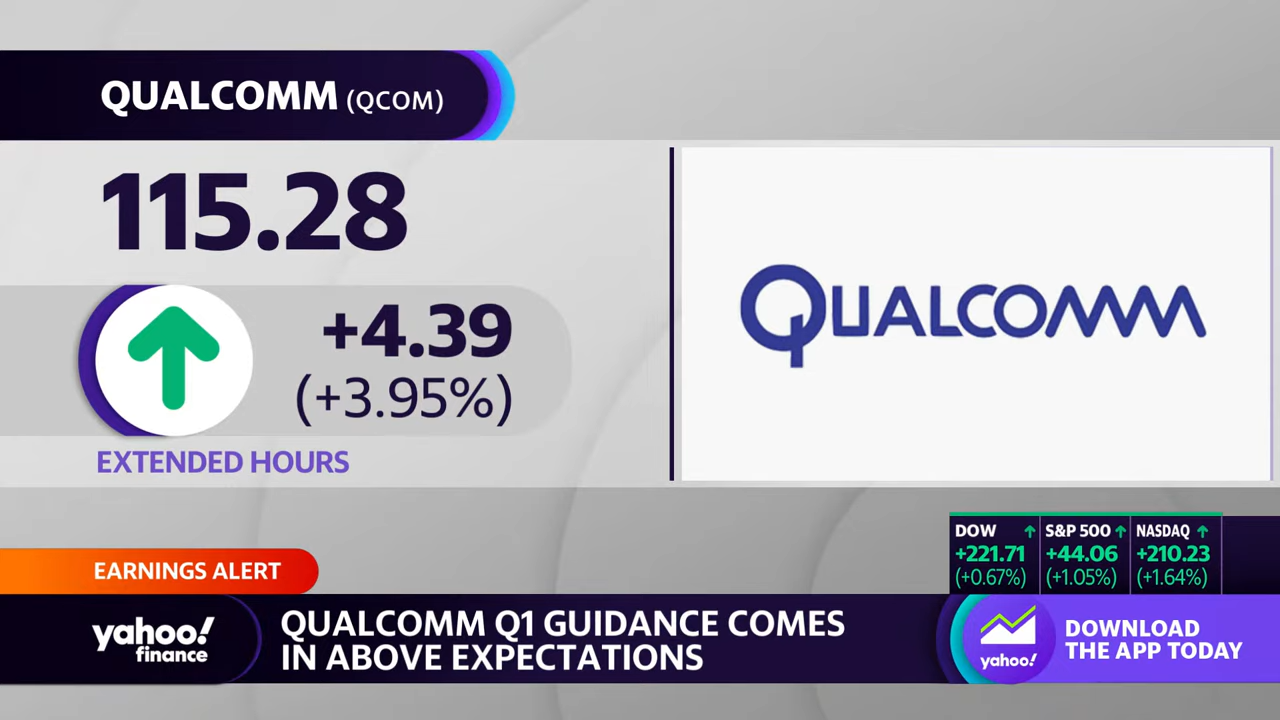 QUALCOMM (QCOM)
115.28
+4.39
(+3.95%)
EXTENDED HOURS
QUALCOMM
DOW
+221.71
(+0.67%)
S&P 500
+44.06
(+1.05%)
NASDAQ
+210.23
(+1.64%)
EARNINGS ALERT
yahoo!
finance
QUALCOMM Q1 GUIDANCE COMES
IN ABOVE EXPECTATIONS
yahoo!
DOWNLOAD
THE APP TODAY